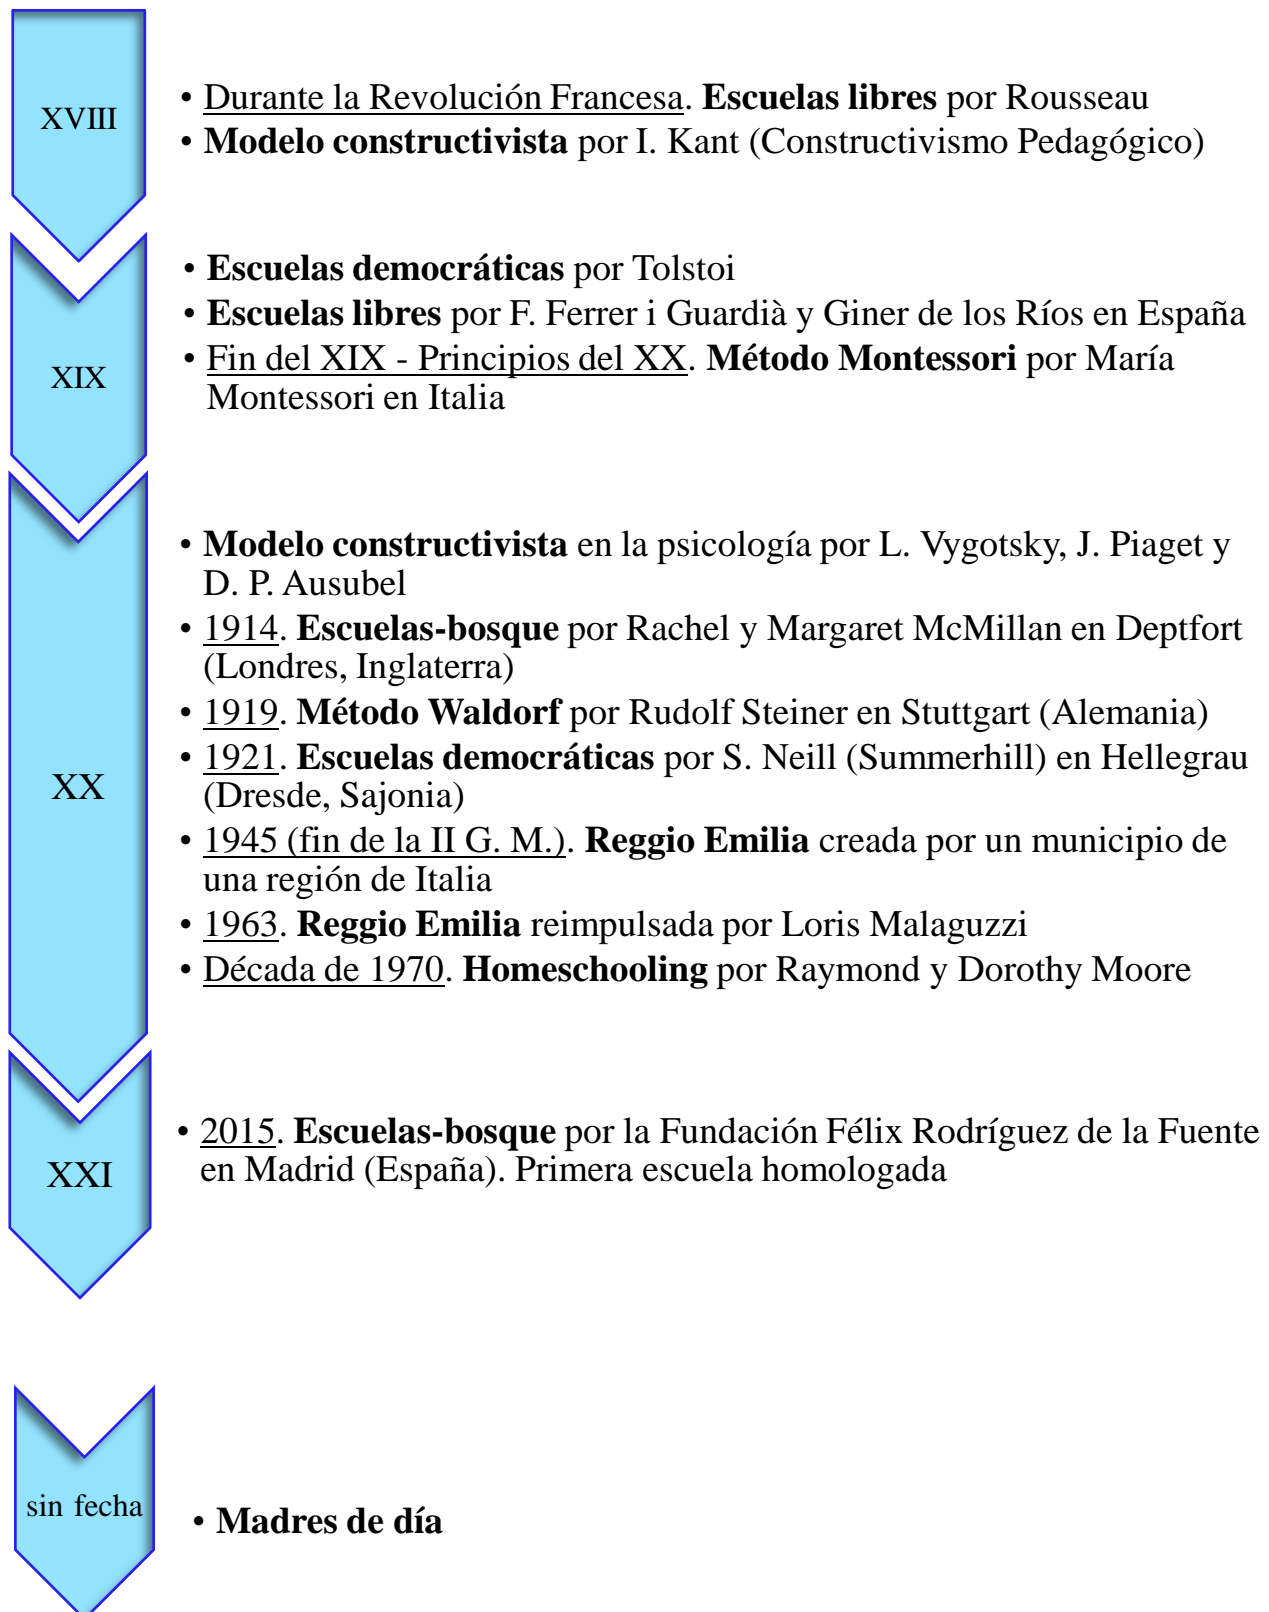 XVIII
• Durante la Revolución Francesa. Escuelas libres por Rousseau
• Modelo constructivista por I. Kant (Constructivismo Pedagógico)
XIX
• Escuelas democráticas por Tolstoi
• Escuelas libres por F. Ferrer i Guardià y Giner de los Ríos en España
• Fin del XIX - Principios del XX. Método Montessori por María
Montessori en Italia
XX
• Modelo constructivista en la psicología por L. Vygotsky, J. Piaget y
D. P. Ausubel
• 1914. Escuelas-bosque por Rachel y Margaret McMillan en Deptfort
(Londres, Inglaterra)
• 1919. Método Waldorf por Rudolf Steiner en Stuttgart (Alemania)
• 1921. Escuelas democráticas por S. Neill (Summerhill) en Hellegrau
(Dresde, Sajonia)
• 1945 (fin de la II G. M.). Reggio Emilia creada por un municipio de
una región de Italia
• 1963. Reggio Emilia reimpulsada por Loris Malaguzzi
• Década de 1970. Homeschooling por Raymond y Dorothy Moore
XXI
• 2015. Escuelas-bosque por la Fundación Félix Rodríguez de la Fuente
en Madrid (España). Primera escuela homologada
sin fecha
• Madres de día